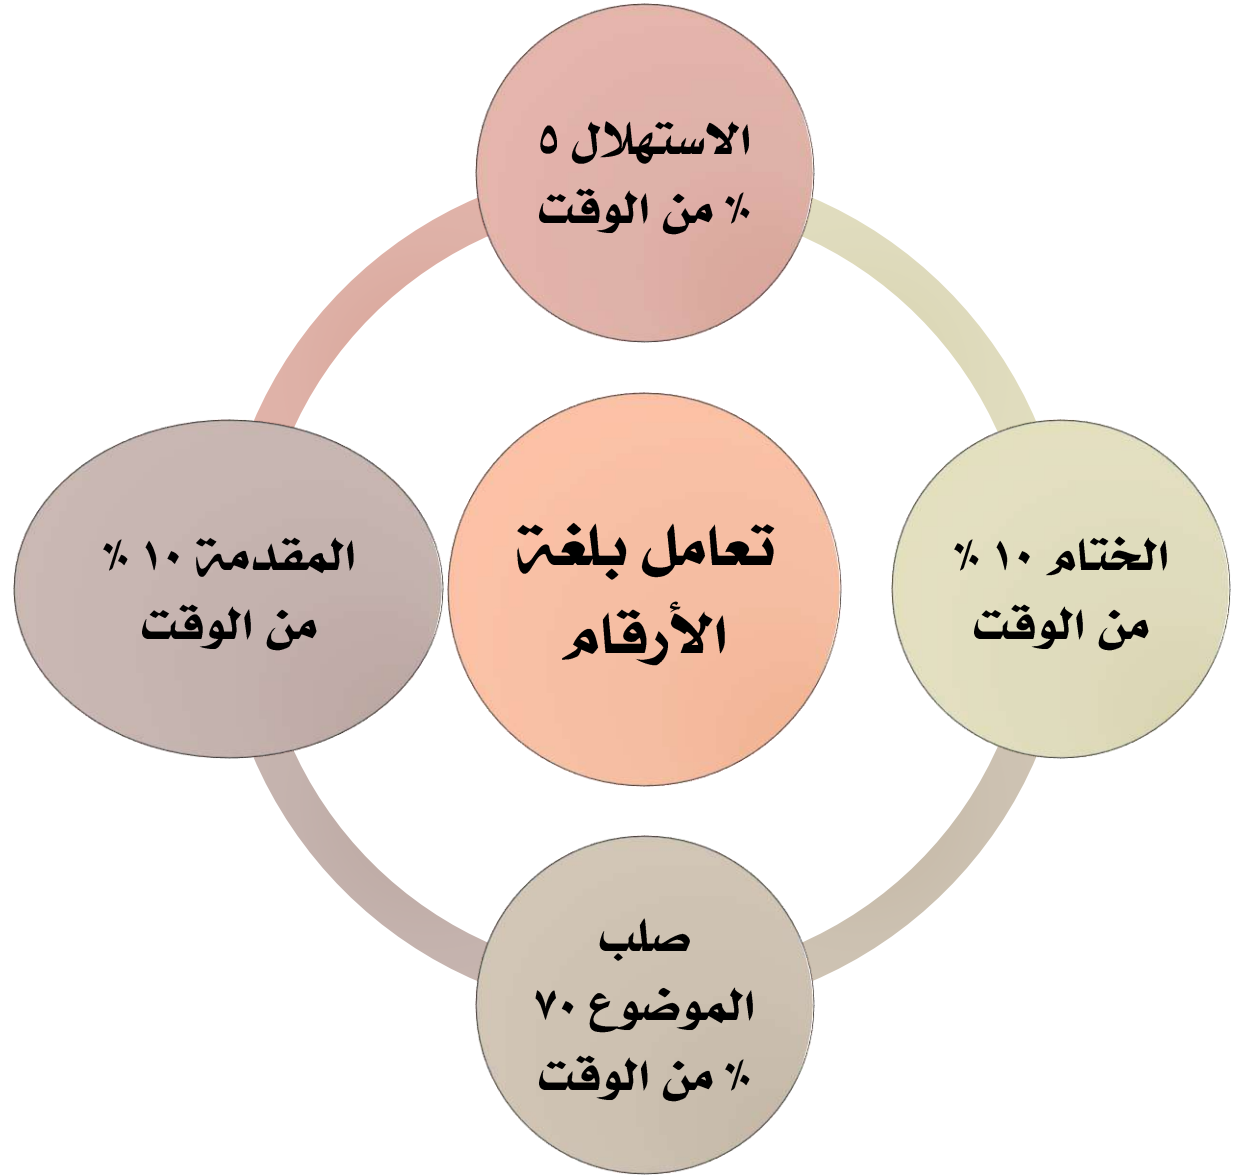 الاستهلال ٥
% من الوقت
الختام ١٠ %
من الوقت
تعامل بلغة
الأرقام
المقدمة ١٠ %
من الوقت
صلب
الموضوع ٧٠
% من الوقت